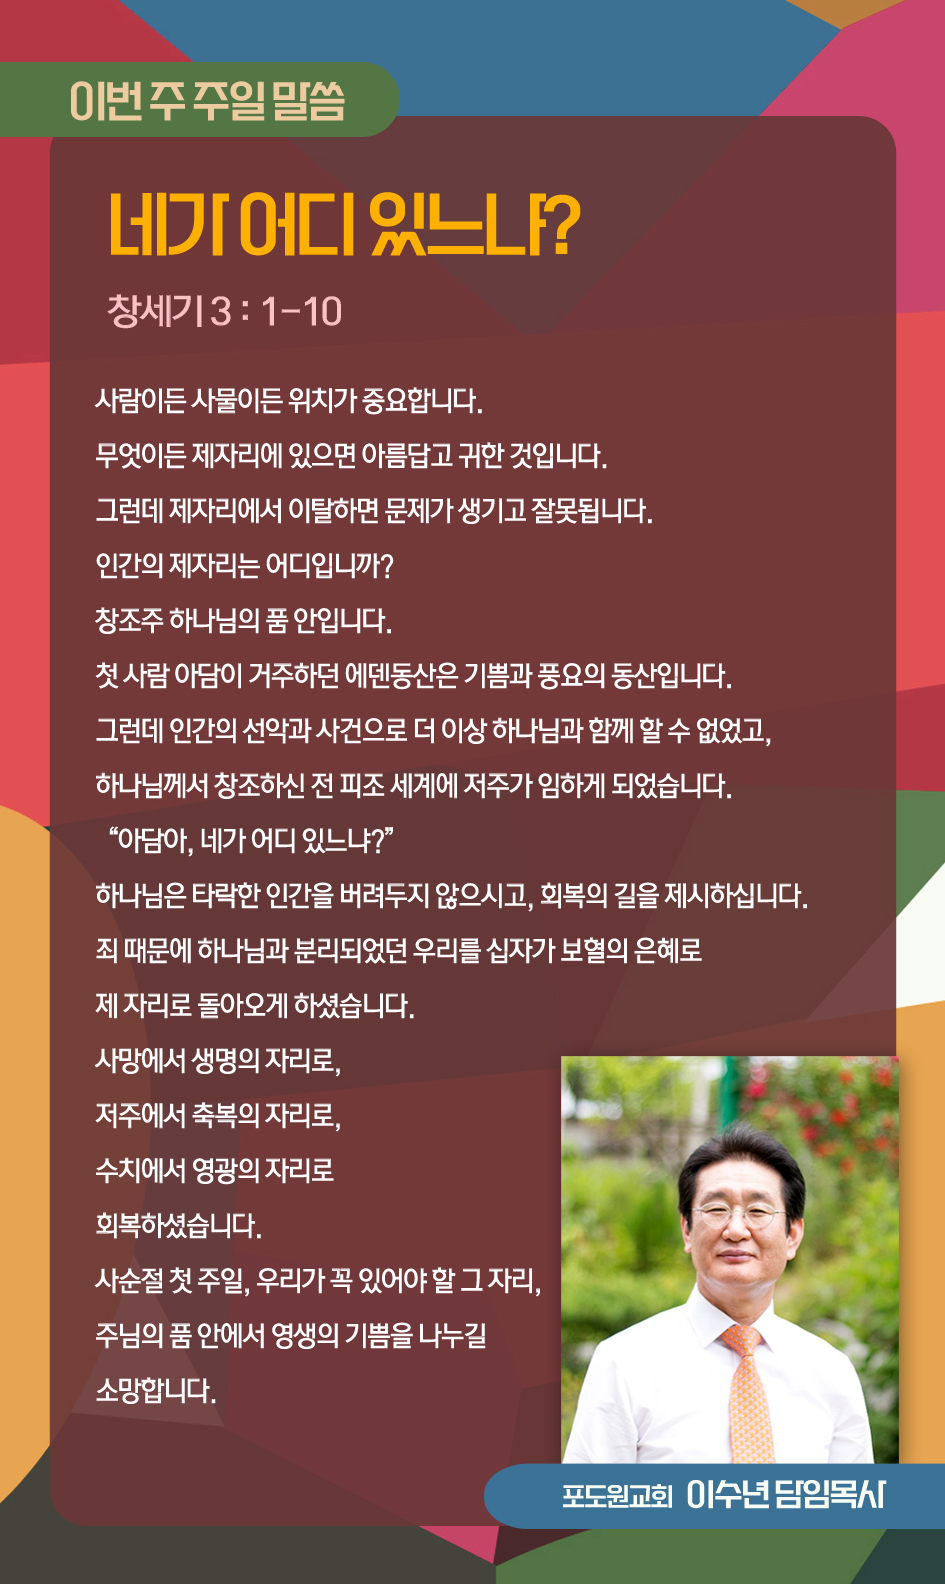 이번 주 주일 말씀
네가 어디 있느냐?
창세기 3 : 1-10
사람이든 사물이든 위치가 중요합니다.
무엇이든 제자리에 있으면 아름답고 귀한 것입니다.
그런데 제자리에서 이탈하면 문제가 생기고 잘못됩니다.
인간의 제자리는 어디입니까?
창조주 하나님의 품 안입니다.
첫 사람 아담이 거주하던 에덴동산은 기쁨과 풍요의 동산입니다.
그런데 인간의 선악과 사건으로 더 이상 하나님과 함께 할 수 없었고,
하나님께서 창조하신 전 피조 세계에 저주가 임하게 되었습니다.
“아담아, 네가 어디 있느냐?”
하나님은 타락한 인간을 버려두지 않으시고, 회복의 길을 제시하십니다.
죄 때문에 하나님과 분리되었던 우리를 십자가 보혈의 은혜로
제 자리로 돌아오게 하셨습니다.
사망에서 생명의 자리로,
저주에서 축복의 자리로,
수치에서 영광의 자리로
회복하셨습니다.
사순절 첫 주일, 우리가 꼭 있어야 할 그 자리,
주님의 품 안에서 영생의 기쁨을 나누길
소망합니다.
포도원교회 이수년 담임목사